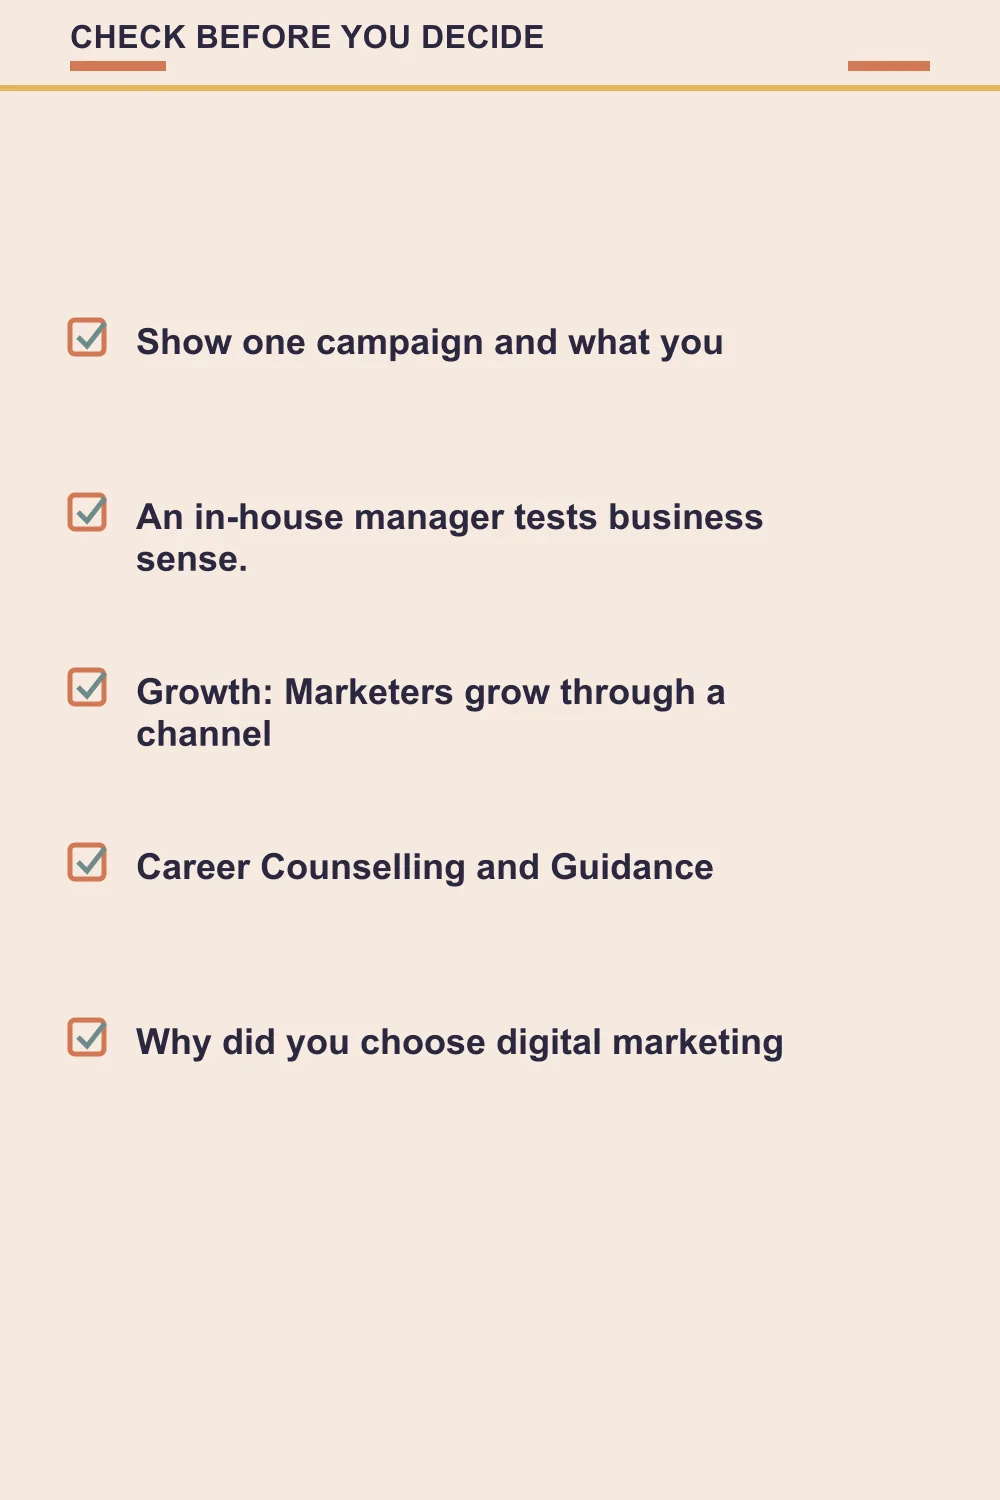 CHECK BEFORE YOU DECIDE
Show one campaign and what you
An in-house manager tests business
sense.
Growth: Marketers grow through a
channel
Career Counselling and Guidance
Why did you choose digital marketing